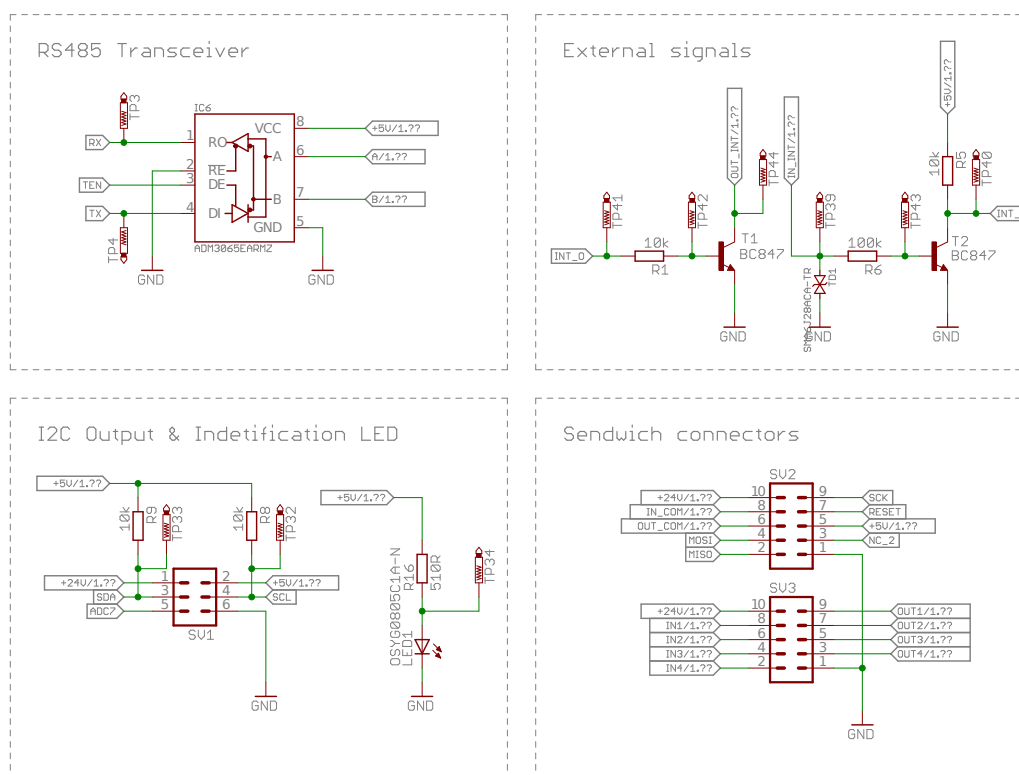 RS485 Transceiver
TP3
IC6
RX
1
RO
VCC
8
+5V/1.??
2
RE
A
6
A/1.??
TEN
3
DE
B
7
B/1.??
TX
4
DI
GND
5
TP4
ADM3065EARMZ
GND
GND
External signals
+5V/1.??
OUT_INT/1.??
IN_INT/1.??
TP44
10k
R5
TP40
TP41
TP42
TP39
TP43
INT_
INT_O
10k
R1
T1
BC847
100k
R6
T2
BC847
TD1
SMA6J28ACA-TR
GND
GND
GND
I2C Output & Indetification LED
+5V/1.??
+5V/1.??
10k
R9
TP33
10k
R8
TP32
R16
510R
TP34
+24V/1.??
1
2
+5V/1.??
SDA
3
4
SCL
ADC7
5
6
SV1
OSYG0805C1A-N
LED1
GND
GND
Sendwich connectors
SV2
+24V/1.??
10
9
SCK
IN_COM/1.??
8
7
RESET
OUT_COM/1.??
6
5
+5V/1.??
MOSI
4
3
NC_2
MISO
2
1
SV3
+24V/1.??
10
9
OUT1/1.??
IN1/1.??
8
7
OUT2/1.??
IN2/1.??
6
5
OUT3/1.??
IN3/1.??
4
3
OUT4/1.??
IN4/1.??
2
1
GND